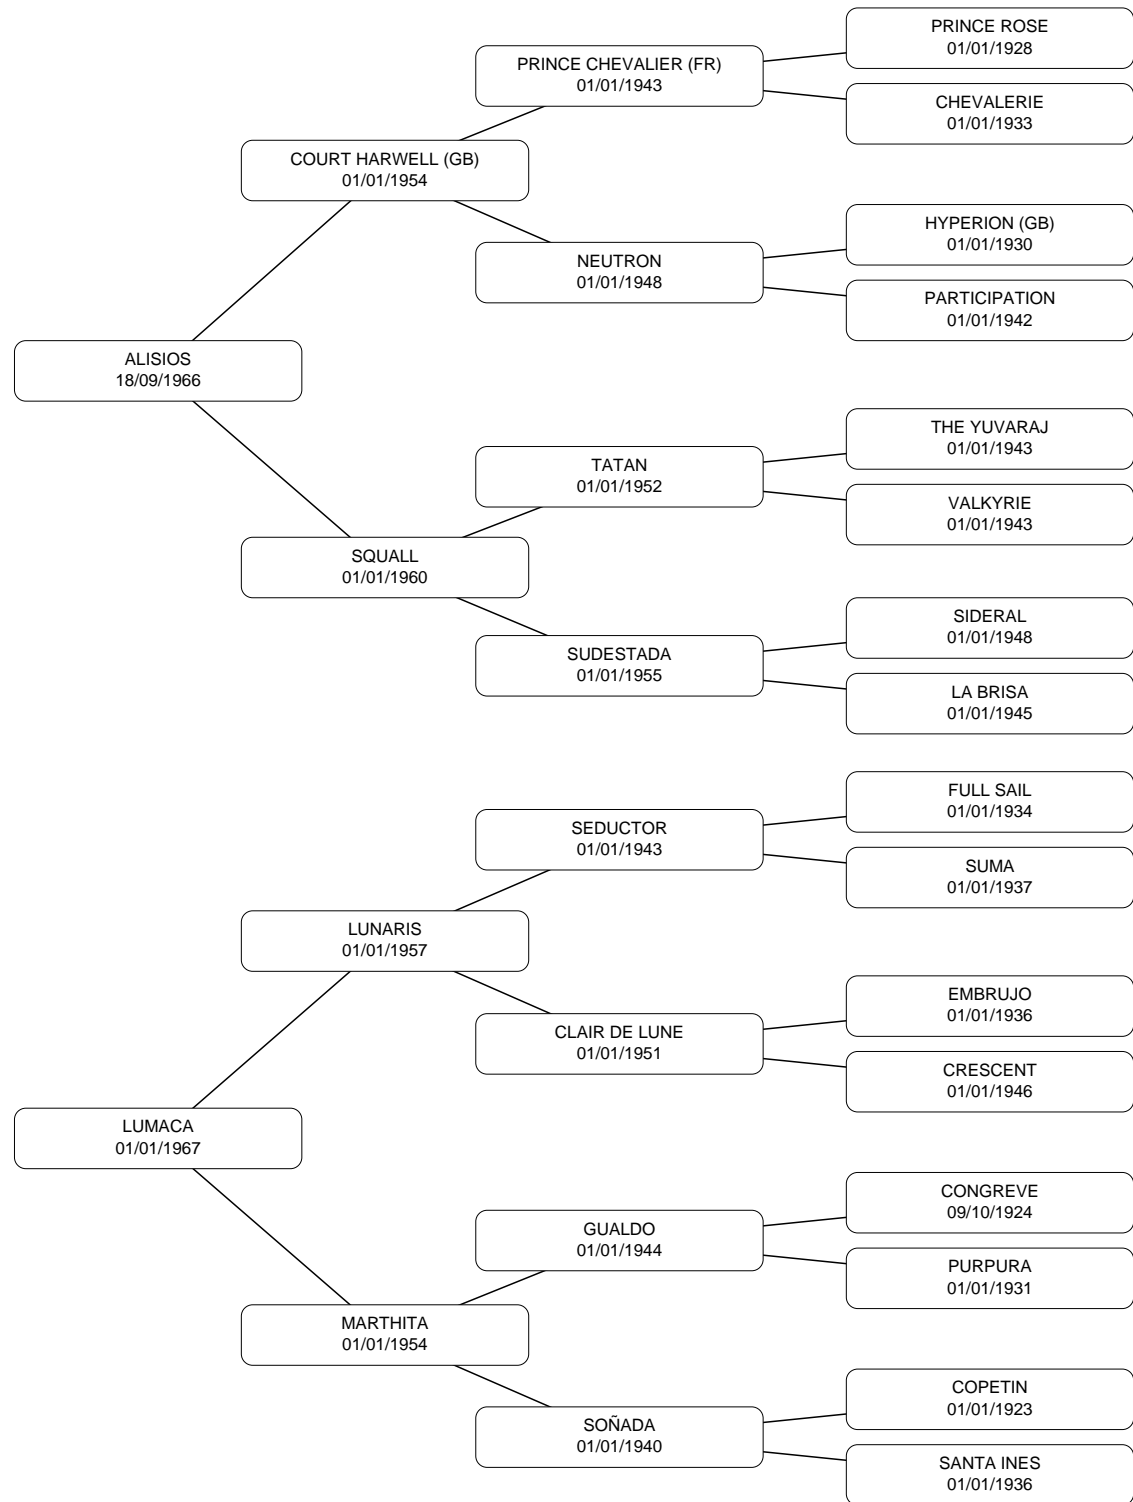 PRINCE ROSE
01/01/1928
PRINCE CHEVALIER (FR)
01/01/1943
CHEVALERIE
01/01/1933
COURT HARWELL (GB)
01/01/1954
HYPERION (GB)
01/01/1930
NEUTRON
01/01/1948
PARTICIPATION
01/01/1942
ALISIOS
18/09/1966
THE YUVARAJ
01/01/1943
TATAN
01/01/1952
VALKYRIE
01/01/1943
SQUALL
01/01/1960
SIDERAL
01/01/1948
SUDESTADA
01/01/1955
LA BRISA
01/01/1945
FULL SAIL
01/01/1934
SEDUCTOR
01/01/1943
SUMA
01/01/1937
LUNARIS
01/01/1957
EMBRUJO
01/01/1936
CLAIR DE LUNE
01/01/1951
CRESCENT
01/01/1946
LUMACA
01/01/1967
CONGREVE
09/10/1924
GUALDO
01/01/1944
PURPURA
01/01/1931
MARTHITA
01/01/1954
COPETIN
01/01/1923
SOÑADA
01/01/1940
SANTA INES
01/01/1936